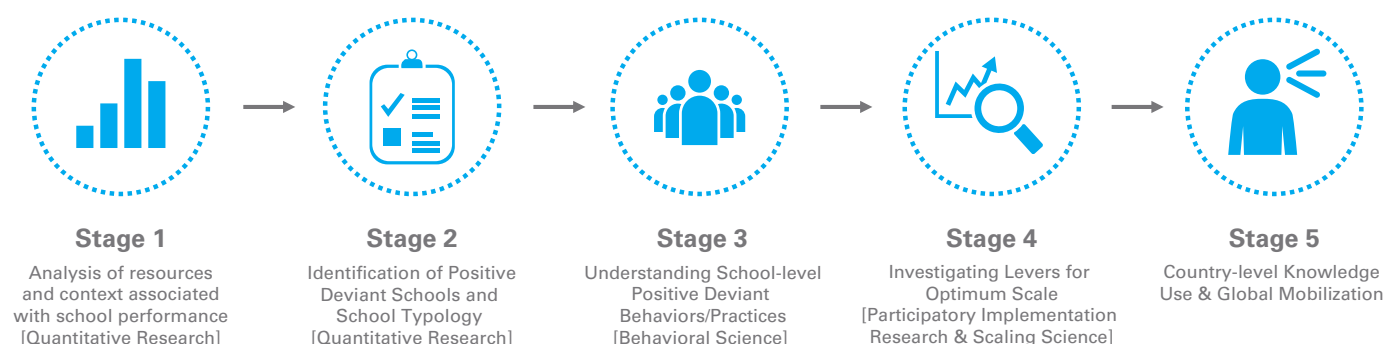 Stage 1
Analysis of resources
and context associated
with school performance
[Quantitative Research]
Stage 2
Identification of Positive
Deviant Schools and
School Typology
[Quantitative Research]
Stage 3
Understanding School-level
Positive Deviant
Behaviors/Practices
[Behavioral Science]
Stage 4
Investigating Levers for
Optimum Scale
[Participatory Implementation
Research & Scaling Science]
Stage 5
Country-level Knowledge
Use & Global Mobilization